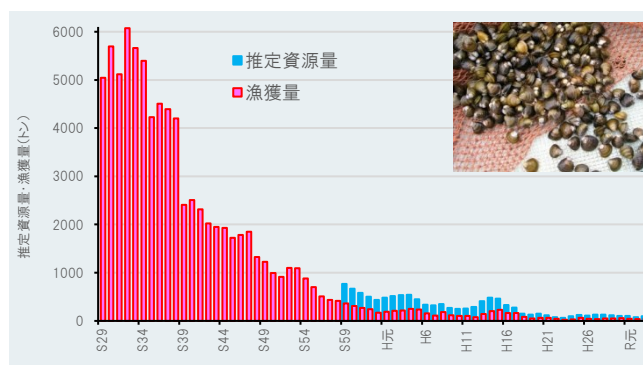 推定資源量・漁獲量(トン)
6000
5000
4000
3000
2000
1000
0
推定資源量
漁獲量
S29
S34
S39
S44
S49
S54
S59
H元
H6
H11
H16
H21
H26
R元